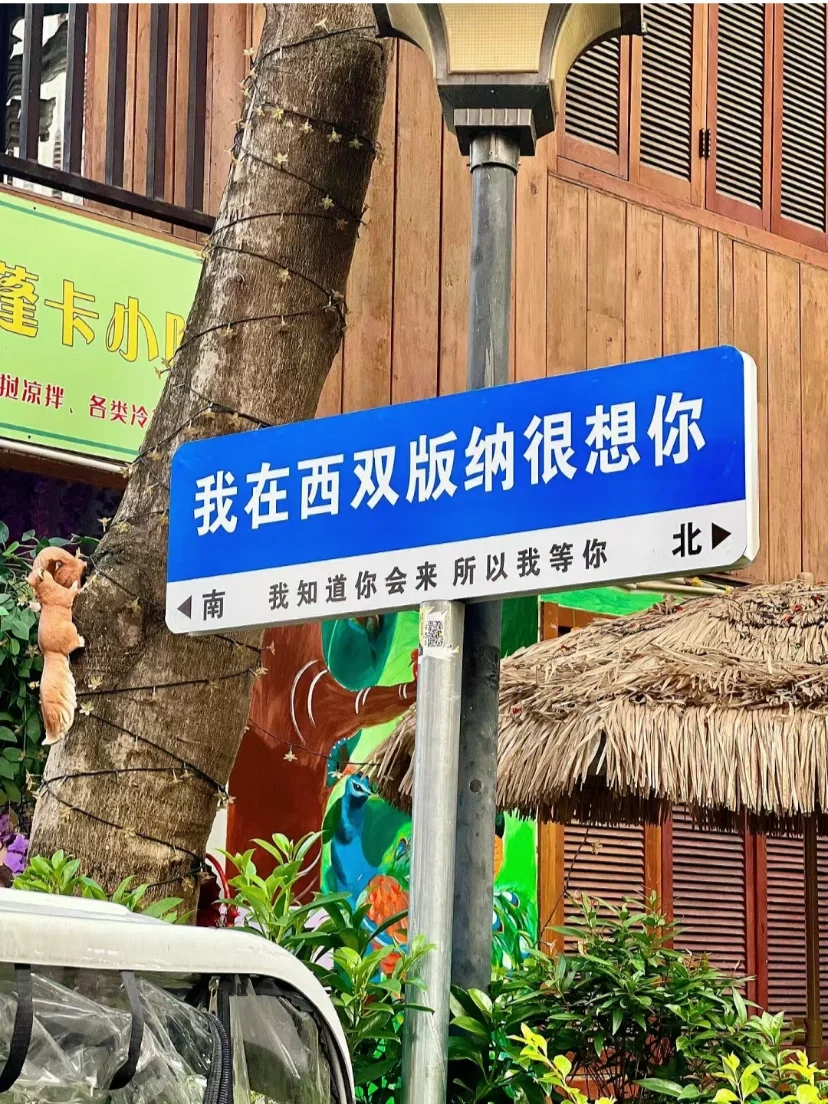 蓬卡小
凉拌、各类冷
我在西双版纳很想你
南 我知道你会来 所以我等你 北